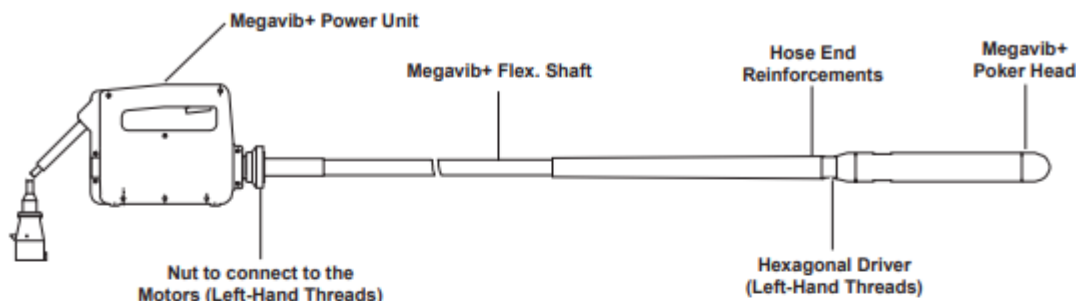 Megavib+ Power Unit
Megavib+ Flex. Shaft
Hose End
Reinforcements
Megavib+
Poker Head
Nut to connect to the
Motors (Left-Hand Threads)
Hexagonal Driver
(Left-Hand Threads)